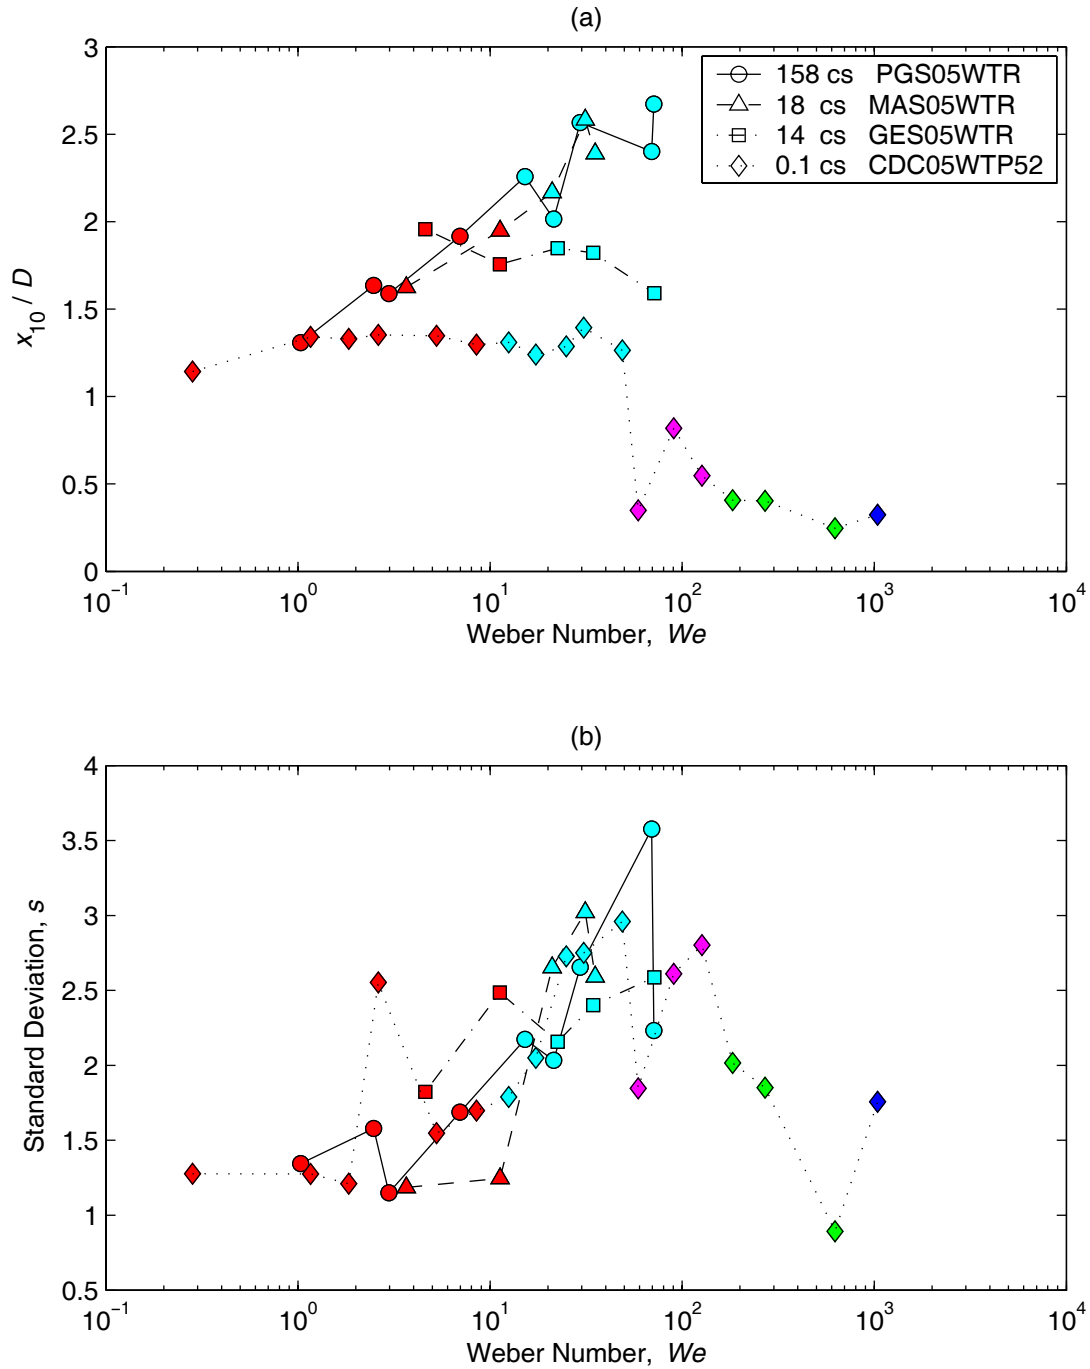 (a)
3
2.5
2
1.5
1
0.5
0
x10 / D
158 cs PGS05WTR
18 cs MAS05WTR
14 cs GES05WTR
0.1 cs CDC05WTP52
10−1 100 101 102 103 104
Weber Number, We
(b)
4
3.5
3
2.5
2
1.5
1
0.5
Standard Deviation, s
10−1 100 101 102 103 104
Weber Number, We